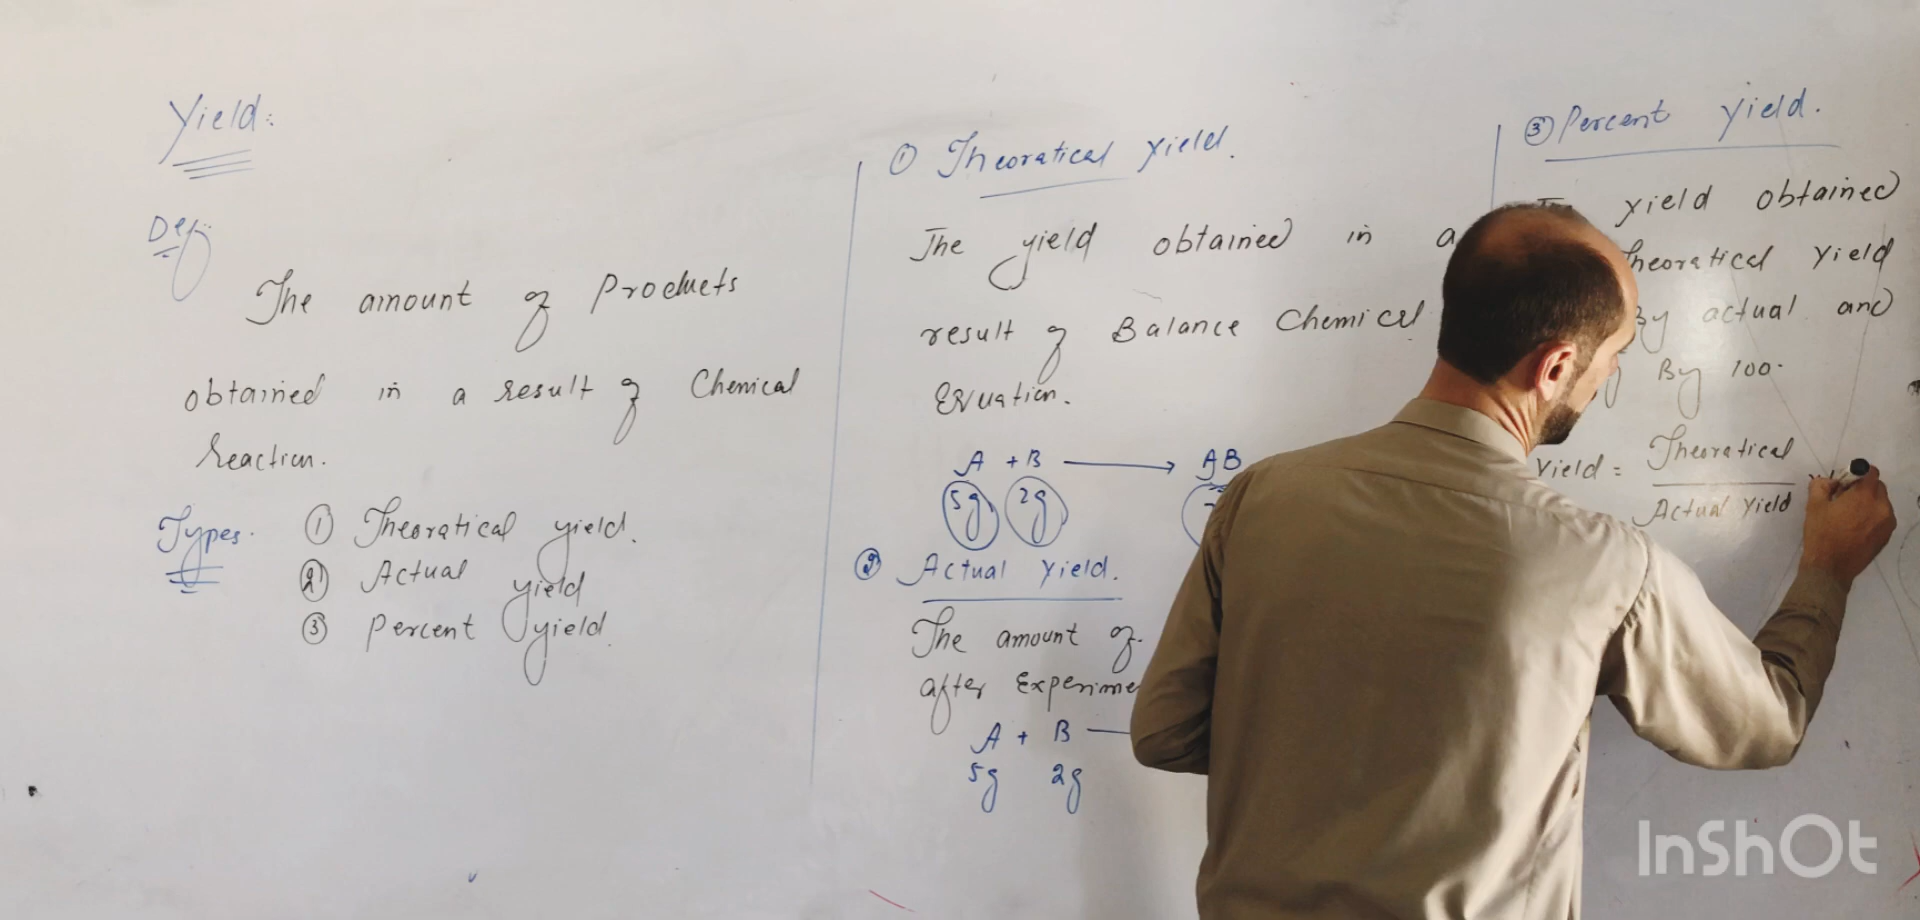 Yield:
Def:
The amount of Products
obtained in a result of Chemical
reaction.
Types. ① Theoratical yield.
② Actual yield
③ Percent yield.
① Theoratical yield.
The yield obtained in a
result of Balance Chemical
Equation.
A + B → AB
5g 2g
② Actual yield.
The amount of
after Experime
A + B
5g 2g
③ Percent yield.
yield obtained
Theoratical yield
By actual and
By 100.
yield = Theoratical
Actual yield
InShOt